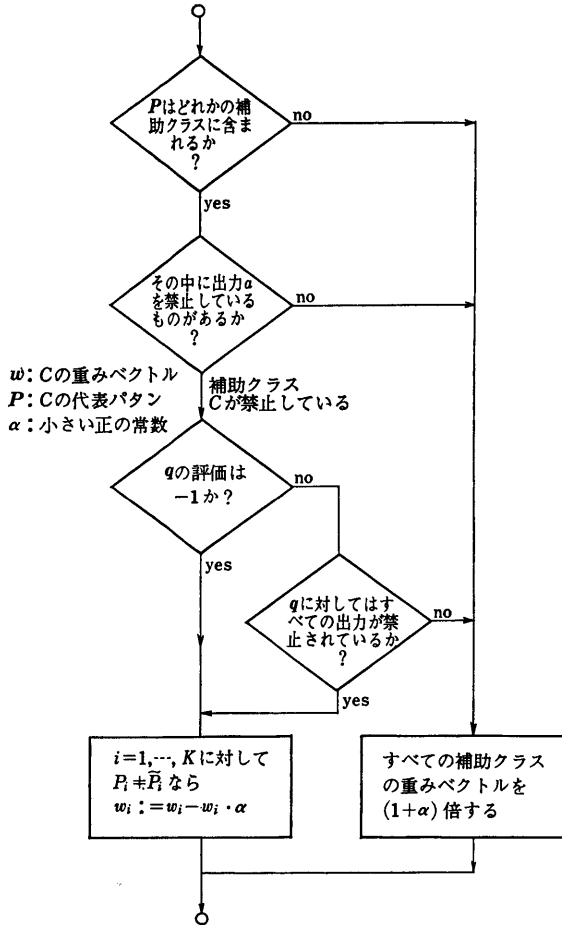 Pはどれかの補
助クラスに含ま
れるか
?
no
yes
その中に出力a
を禁止している
ものがあるか
?
no
w: Cの重みベクトル
P: Cの代表パタン
α: 小さい正の常数
補助クラス
Cが禁止している
qの評価は
-1か?
no
yes
qに対してはす
べての出力が禁
止されているか
?
no
yes
i=1,…, Kに対して
P_i≠P̃_iなら
w_i:=w_i-w_i·α
すべての補助クラス
の重みベクトルを
(1+α)倍する